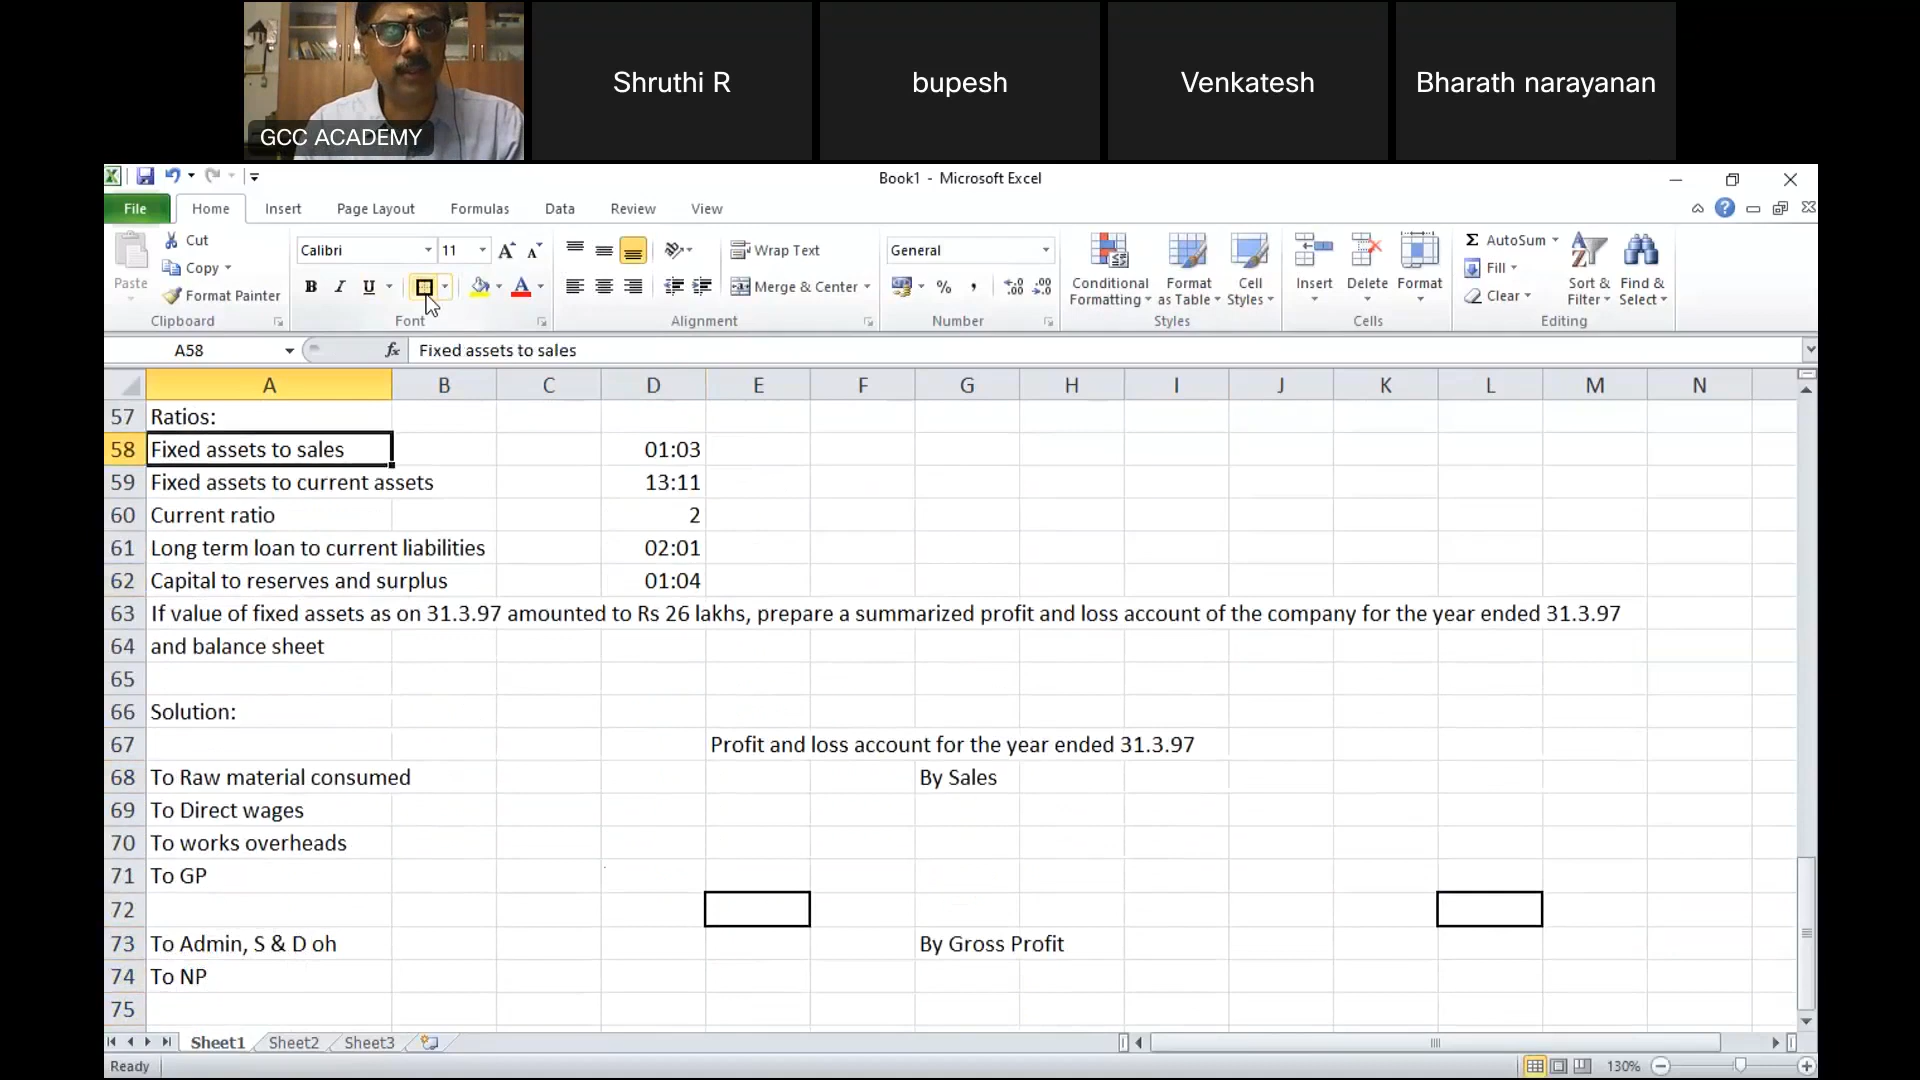 GCC ACADEMY
Shruthi R
bupesh
Venkatesh
Bharath narayanan
Book1 - Microsoft Excel
File Home Insert Page Layout Formulas Data Review View
Paste
Cut
Copy
Format Painter
Clipboard
Calibri 11
B I U
Font
Wrap Text
Merge & Center
Alignment
General
Number
Conditional Formatting
Format as Table
Cell Styles
Styles
Insert Delete Format
Cells
AutoSum
Fill
Clear
Sort & Filter
Find & Select
Editing
A58 fx Fixed assets to sales
A B C D E F G H I J K L M N
57 Ratios:
58 Fixed assets to sales 01:03
59 Fixed assets to current assets 13:11
60 Current ratio 2
61 Long term loan to current liabilities 02:01
62 Capital to reserves and surplus 01:04
63 If value of fixed assets as on 31.3.97 amounted to Rs 26 lakhs, prepare a summarized profit and loss account of the company for the year ended 31.3.97
64 and balance sheet
65
66 Solution:
67 Profit and loss account for the year ended 31.3.97
68 To Raw material consumed By Sales
69 To Direct wages
70 To works overheads
71 To GP
72
73 To Admin, S & D oh By Gross Profit
74 To NP
75
Sheet1 Sheet2 Sheet3
Ready 130%